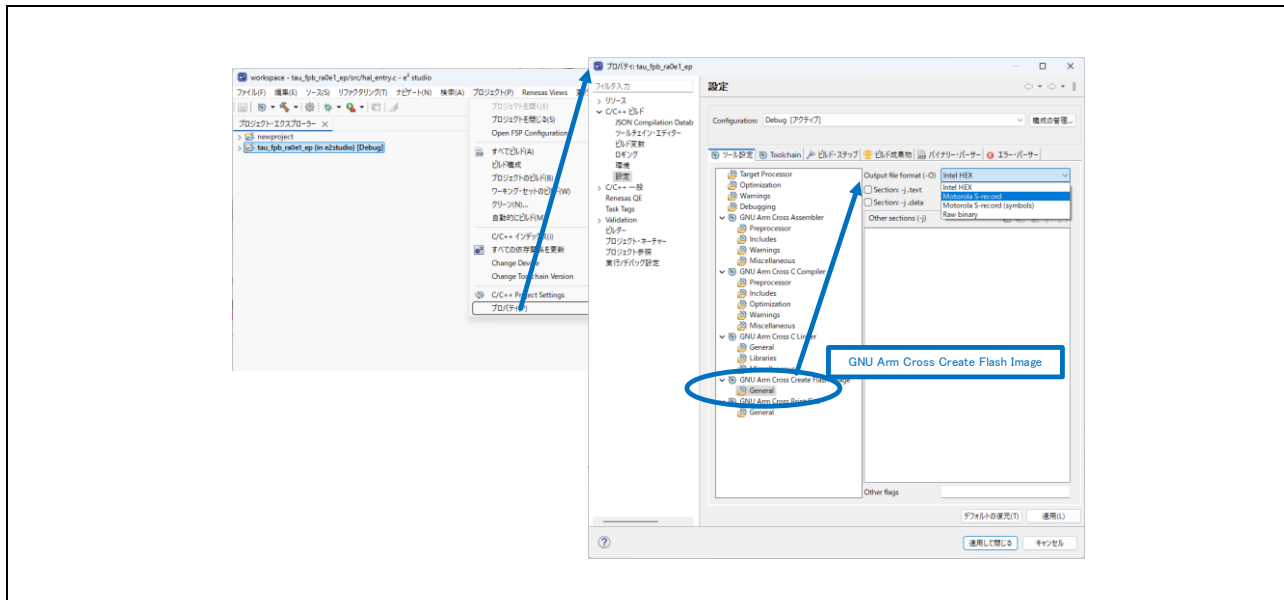 workspace - tau_fpb_ra0e1_ep/src/hal_entry.c - e² studio
ファイル(F) 編集(E) ソース(S) リファクタリング(T) ナビゲート(N) 検索(A) プロジェクト(P) Renesas Views
プロジェクト・エクスプローラー
newproject
tau_fpb_ra0e1_ep (in e2studio) [Debug]
プロジェクトを開く(E)
プロジェクトを閉じる(S)
Open FSP Configuration
すべてビルド(A)
ビルド構成
プロジェクトのビルド(B)
ワーキング・セットのビルド(W)
クリーン(N)...
自動的にビルド(M)
C/C++ インデックス(I)
すべての依存関係を更新
Change Device
Change Toolchain Version
C/C++ Project Settings
プロパティ(P)
プロパティ: tau_fpb_ra0e1_ep
フィルタ入力
リソース
C/C++ ビルド
JSON Compilation Datab
ツールチェイン・エディター
ビルド変数
ロギング
環境
設定
C/C++ 一般
Renesas QE
Task Tags
Validation
ビルダー
プロジェクト・ネーチャー
プロジェクト参照
実行/デバッグ設定
設定
Configuration: Debug [アクティブ]
構成の管理...
ツール設定 Toolchain ビルド・ステップ ビルド成果物 バイナリー・パーサー エラー・パーサー
Target Processor
Optimization
Warnings
Debugging
GNU Arm Cross Assembler
Preprocessor
Includes
Warnings
Miscellaneous
GNU Arm Cross C Compiler
Preprocessor
Includes
Optimization
Warnings
Miscellaneous
GNU Arm Cross C Linker
General
Libraries
Miscellaneous
GNU Arm Cross Create Flash Image
General
GNU Arm Cross Print Size
General
Output file format (-O) Intel HEX
Intel HEX
Motorola S-record
Motorola S-record (symbols)
Raw binary
Section: -j .text
Section: -j .data
Other sections (-j)
GNU Arm Cross Create Flash Image
Other flags
デフォルトの復元(T) 適用(L)
適用して閉じる キャンセル